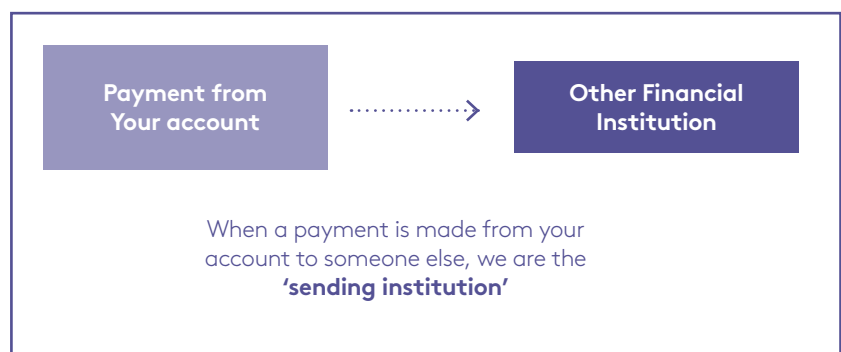 Payment from
Your account
Other Financial
Institution
When a payment is made from your
account to someone else, we are the
‘sending institution’